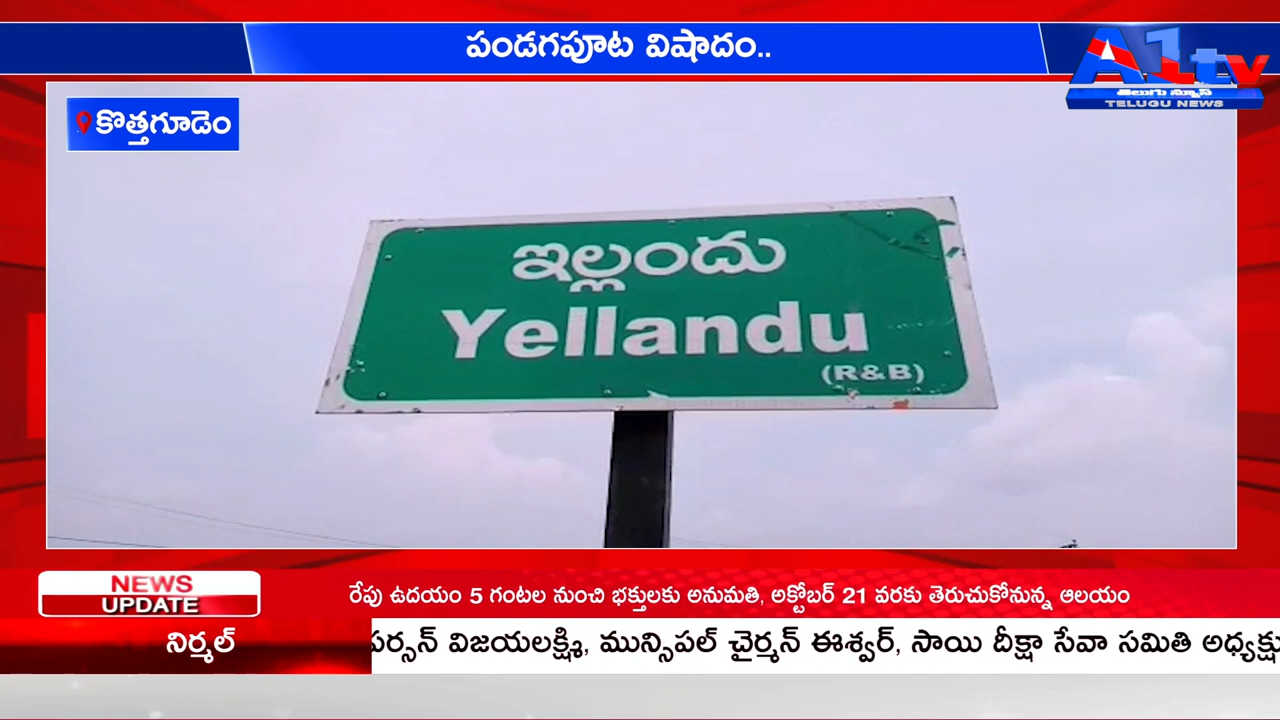 పండగపూట విషాదం..
A1tv
తెలుగు న్యూస్
TELUGU NEWS
కొత్తగూడెం
ఇల్లందు
Yellandu
(R&B)
NEWS
UPDATE
రేపు ఉదయం 5 గంటల నుంచి భక్తులకు అనుమతి, అక్టోబర్ 21 వరకు తెరుచుకోనున్న ఆలయం
నిర్మల్
పర్సన్ విజయలక్ష్మి, మున్సిపల్ చైర్మన్ ఈశ్వర్, సాయి దీక్షా సేవా సమితి అధ్యక్షు